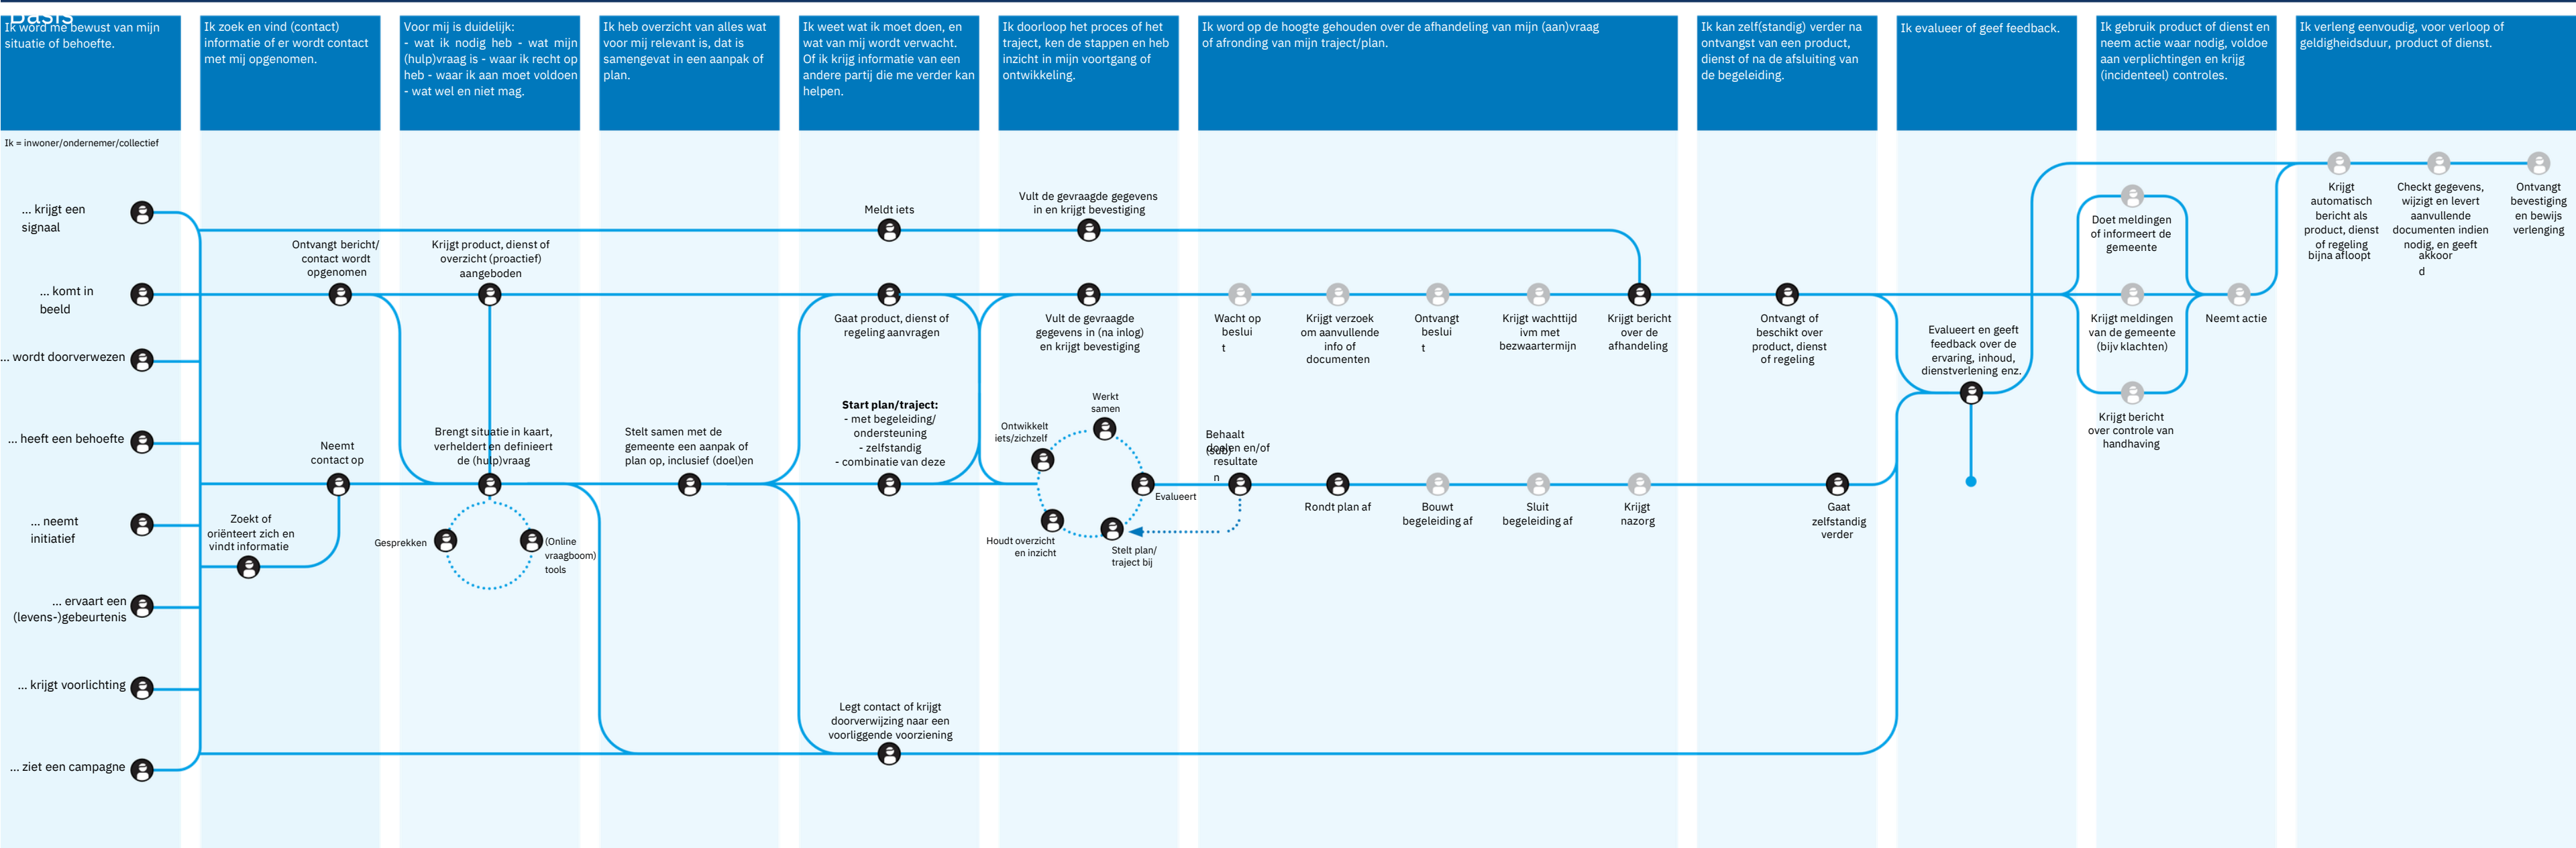 Basis
Ik word me bewust van mijn
situatie of behoefte.
Ik zoek en vind (contact)
informatie of er wordt contact
met mij opgenomen.
Voor mij is duidelijk:
- wat ik nodig heb - wat mijn
(hulp)vraag is - waar ik recht op
heb - waar ik aan moet voldoen
- wat wel en niet mag.
Ik heb overzicht van alles wat
voor mij relevant is, dat is
samengevat in een aanpak of
plan.
Ik weet wat ik moet doen, en
wat van mij wordt verwacht.
Of ik krijg informatie van een
andere partij die me verder kan
helpen.
Ik doorloop het proces of het
traject, ken de stappen en heb
inzicht in mijn voortgang of
ontwikkeling.
Ik word op de hoogte gehouden over de afhandeling van mijn (aan)vraag
of afronding van mijn traject/plan.
Ik kan zelf(standig) verder na
ontvangst van een product,
dienst of na de afsluiting van
de begeleiding.
Ik evalueer of geef feedback.
Ik gebruik product of dienst en
neem actie waar nodig, voldoe
aan verplichtingen en krijg
(incidenteel) controles.
Ik verleng eenvoudig, voor verloop of
geldigheidsduur, product of dienst.
Ik = inwoner/ondernemer/collectief
... krijgt een
signaal
... komt in
beeld
... wordt doorverwezen
... heeft een behoefte
... neemt
initiatief
... ervaart een
(levens-)gebeurtenis
... krijgt voorlichting
... ziet een campagne
Ontvangt bericht/
contact wordt
opgenomen
Neemt
contact op
Zoekt of
oriënteert zich en
vindt informatie
Krijgt product, dienst of
overzicht (proactief)
aangeboden
Brengt situatie in kaart,
verheldert en definieert
de (hulp)vraag
Gesprekken
(Online
vraagboom)
tools
Stelt samen met de
gemeente een aanpak of
plan op, inclusief (doel)en
Meldt iets
Gaat product, dienst of
regeling aanvragen
Start plan/traject:
- met begeleiding/
ondersteuning
- zelfstandig
- combinatie van deze
Legt contact of krijgt
doorverwijzing naar een
voorliggende voorziening
Vult de gevraagde gegevens
in en krijgt bevestiging
Vult de gevraagde
gegevens in (na inlog)
en krijgt bevestiging
Werkt
samen
Ontwikkelt
iets/zichzelf
Evalueert
Houdt overzicht
en inzicht
Stelt plan/
traject bij
Wacht op
beslui
t
Krijgt verzoek
om aanvullende
info of
documenten
Ontvangt
beslui
t
Krijgt wachttijd
ivm met
bezwaartermijn
Krijgt bericht
over de
afhandeling
Behaalt
(sub)
doelen en/of
resultate
n
Rondt plan af
Bouwt
begeleiding af
Sluit
begeleiding af
Krijgt
nazorg
Ontvangt of
beschikt over
product, dienst
of regeling
Gaat
zelfstandig
verder
Evalueert en geeft
feedback over de
ervaring, inhoud,
dienstverlening enz.
Doet meldingen
of informeert de
gemeente
Krijgt meldingen
van de gemeente
(bijv klachten)
Krijgt bericht
over controle van
handhaving
Neemt actie
Krijgt
automatisch
bericht als
product, dienst
of regeling
bijna afloopt
Checkt gegevens,
wijzigt en levert
aanvullende
documenten indien
nodig, en geeft
akkoor
d
Ontvangt
bevestiging
en bewijs
verlenging